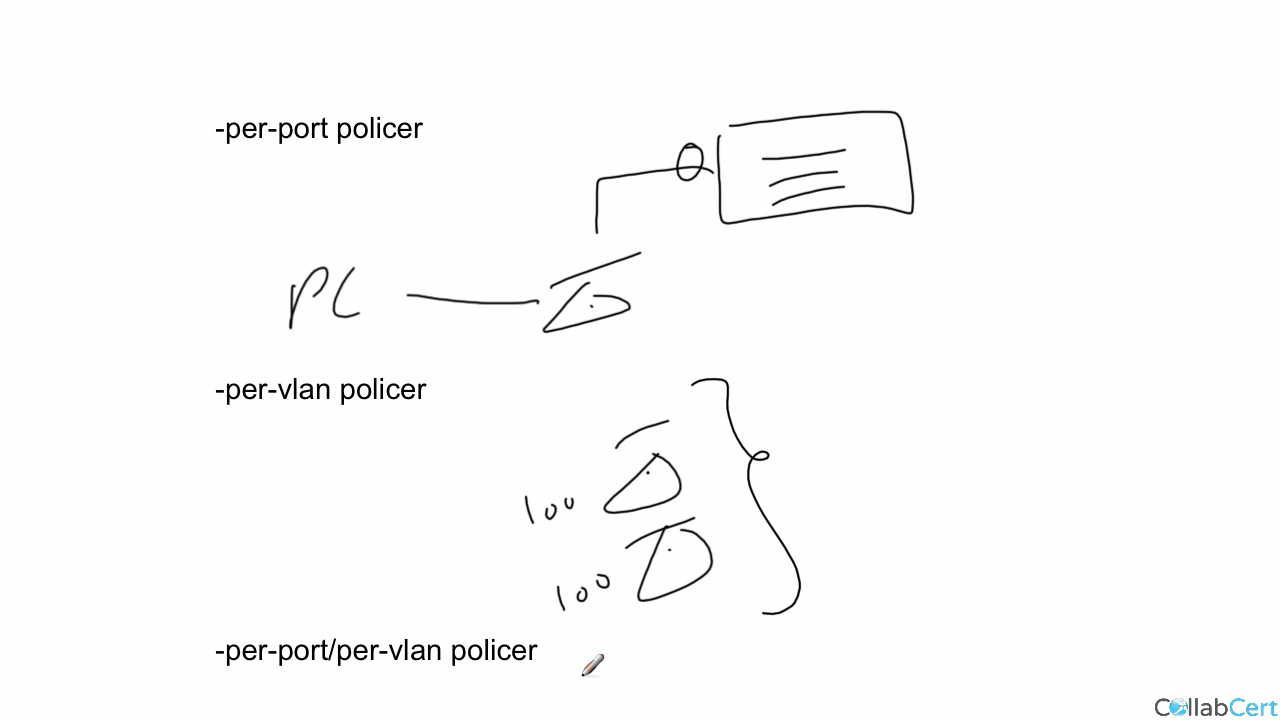 -per-port policer
PC
-per-vlan policer
100
100
-per-port/per-vlan policer
CollabCert